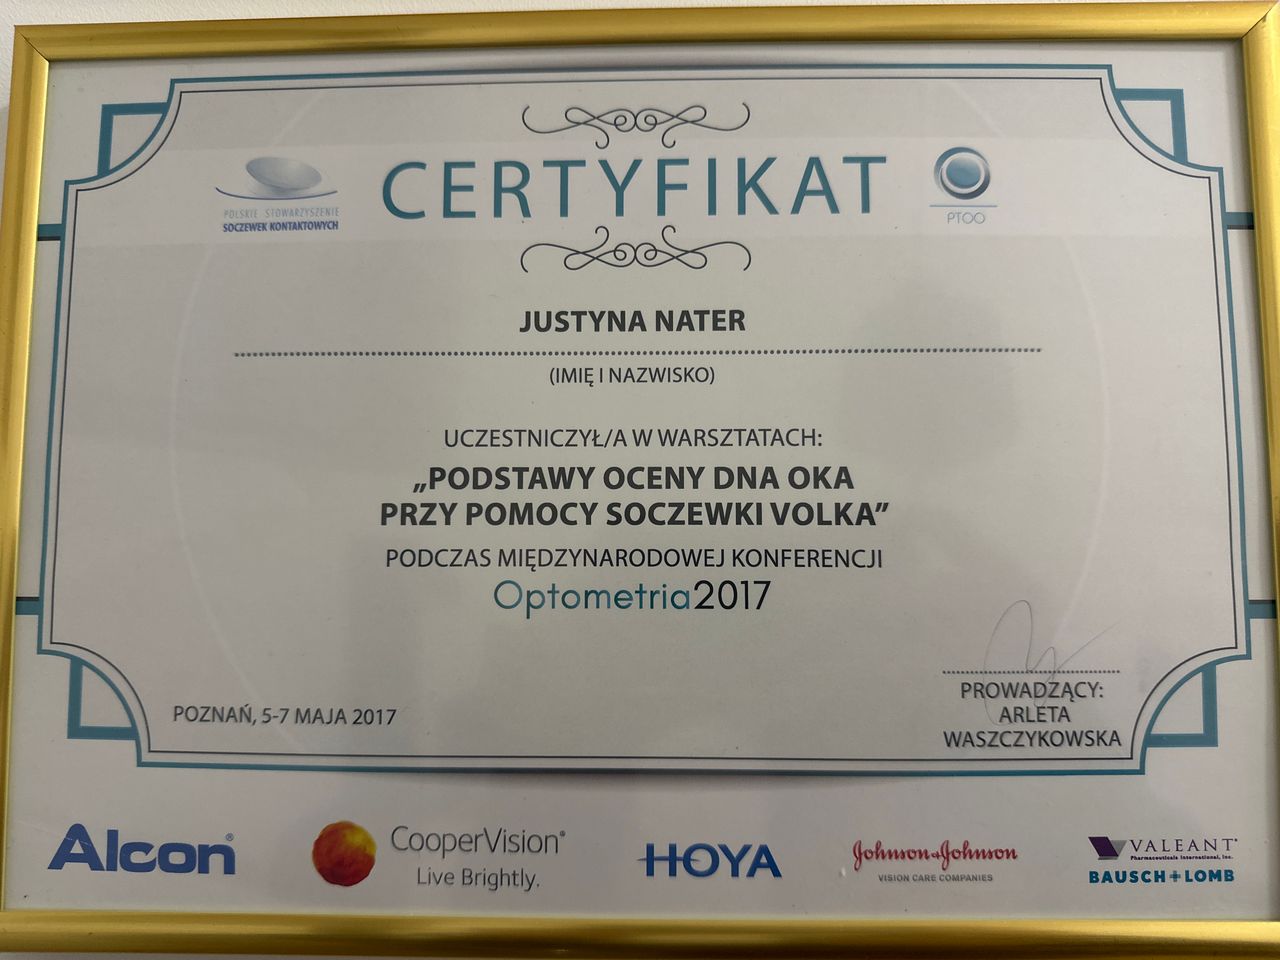 POLSKIE STOWARZYSZENIE
SOCZEWEK KONTAKTOWYCH
CERTYFIKAT
PTOO
JUSTYNA NATER
(IMIĘ I NAZWISKO)
UCZESTNICZYŁ/A W WARSZTATACH:
„PODSTAWY OCENY DNA OKA
PRZY POMOCY SOCZEWKI VOLKA”
PODCZAS MIĘDZYNARODOWEJ KONFERENCJI
Optometria2017
POZNAŃ, 5-7 MAJA 2017
PROWADZĄCY:
ARLETA
WASZCZYKOWSKA
Alcon®
CooperVision®
Live Brightly.
HOYA
Johnson & Johnson
VISION CARE COMPANIES
VALEANT®
Pharmaceuticals International, Inc.
BAUSCH + LOMB